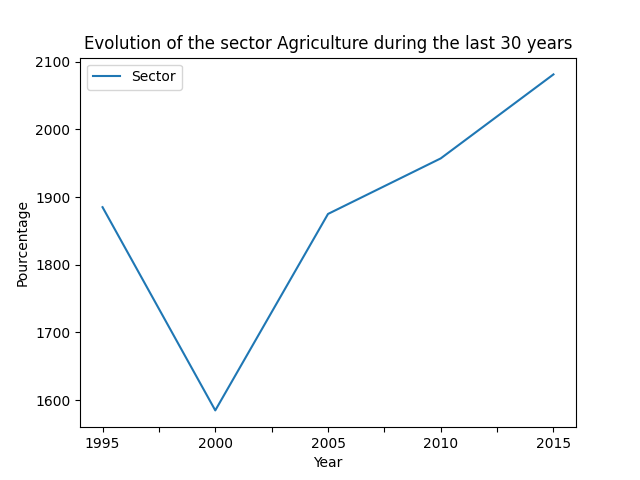 Evolution of the sector Agriculture during the last 30 years
Sector
2100
2000
1900
1800
1700
1600
Pourcentage
1995 2000 2005 2010 2015
Year